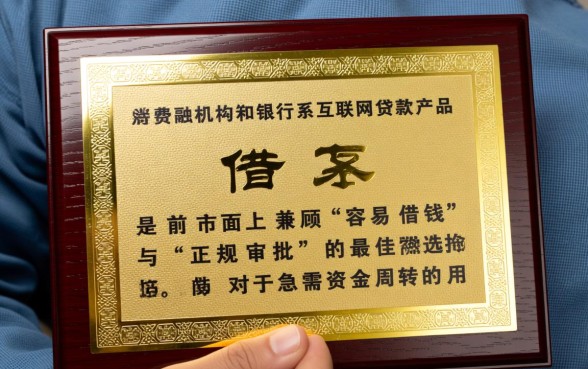 消费融机构和银行系互联网贷款产品
借
是前市面上兼顾“容易借钱”
与“正规审批”的最佳选
。对于急需资金周转的用